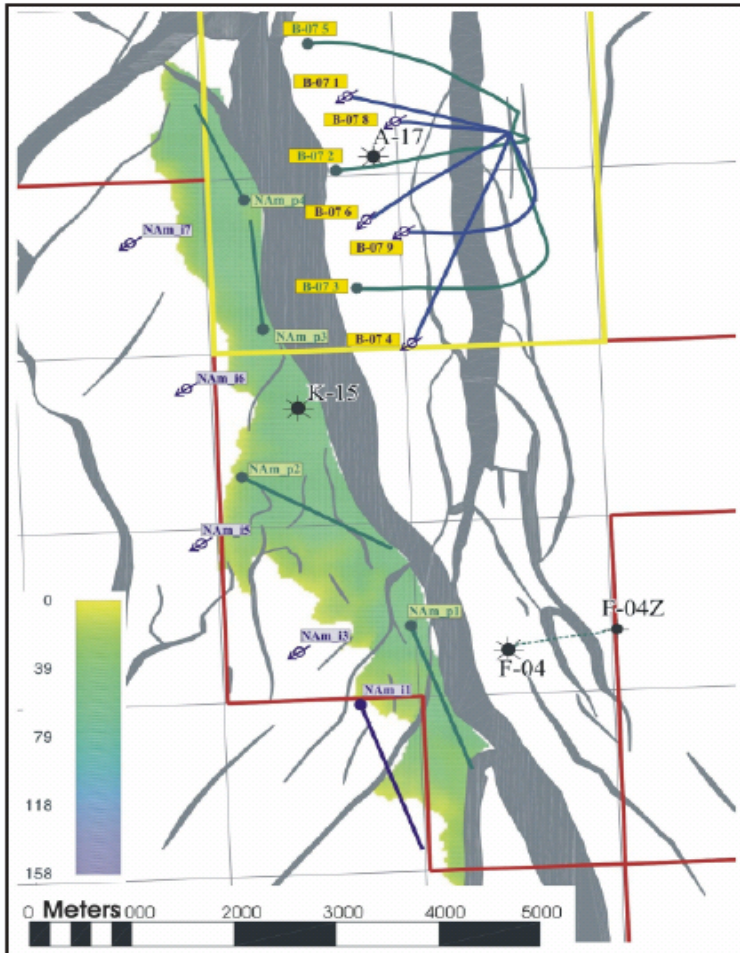 B-07 5
B-07 1
B-07 8
A-17
B-07 2
NAm_p4
B-07 6
NAm_i7
B-07 9
B-07 3
NAm_p3
B-07 4
NAm_i6
K-15
NAm_p2
NAm_i5
0
39
79
118
158
NAm_p1
F-04Z
NAm_i3
F-04
NAm_i1
0 Meters 1000 2000 3000 4000 5000